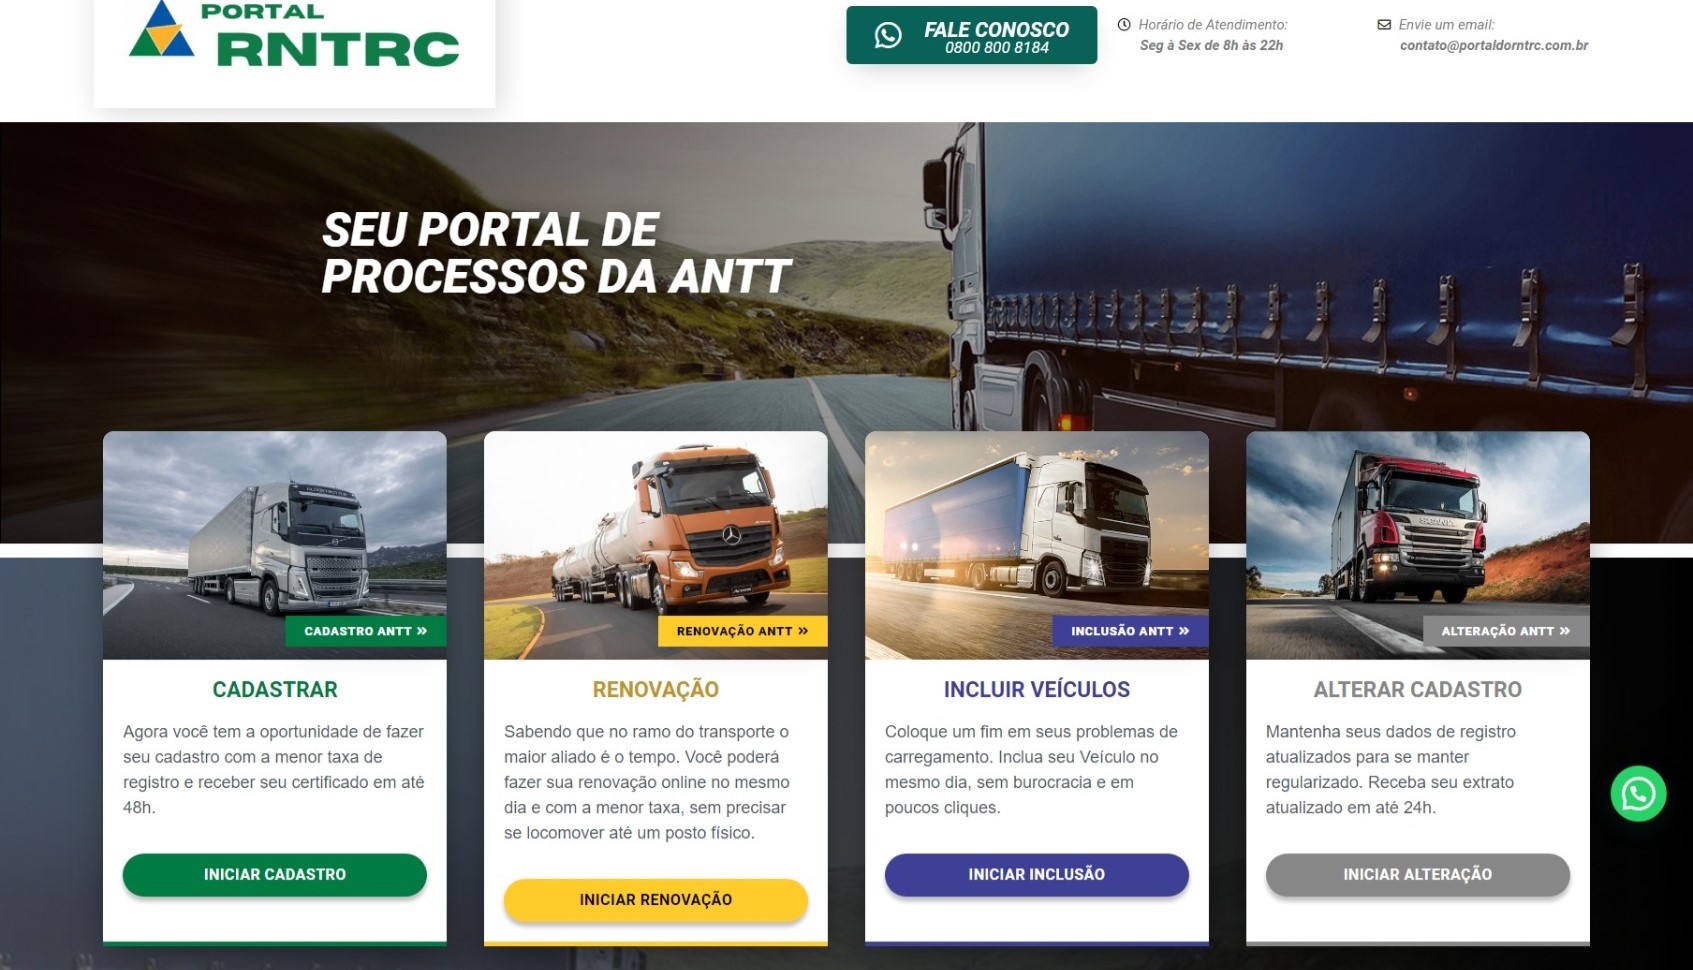 PORTAL
RNTRC
FALE CONOSCO
0800 800 8184
Horário de Atendimento:
Seg à Sex de 8h às 22h
Envie um email:
contato@portaldorntrc.com.br
SEU PORTAL DE
PROCESSOS DA ANTT
CADASTRO ANTT »
CADASTRAR
Agora você tem a oportunidade de fazer
seu cadastro com a menor taxa de
registro e receber seu certificado em até
48h.
INICIAR CADASTRO
RENOVAÇÃO ANTT »
RENOVAÇÃO
Sabendo que no ramo do transporte o
maior aliado é o tempo. Você poderá
fazer sua renovação online no mesmo
dia e com a menor taxa, sem precisar
se locomover até um posto físico.
INICIAR RENOVAÇÃO
INCLUSÃO ANTT »
INCLUIR VEÍCULOS
Coloque um fim em seus problemas de
carregamento. Inclua seu Veículo no
mesmo dia, sem burocracia e em
poucos cliques.
INICIAR INCLUSÃO
SCANIA
ALTERAÇÃO ANTT »
ALTERAR CADASTRO
Mantenha seus dados de registro
atualizados para se manter
regularizado. Receba seu extrato
atualizado em até 24h.
INICIAR ALTERAÇÃO